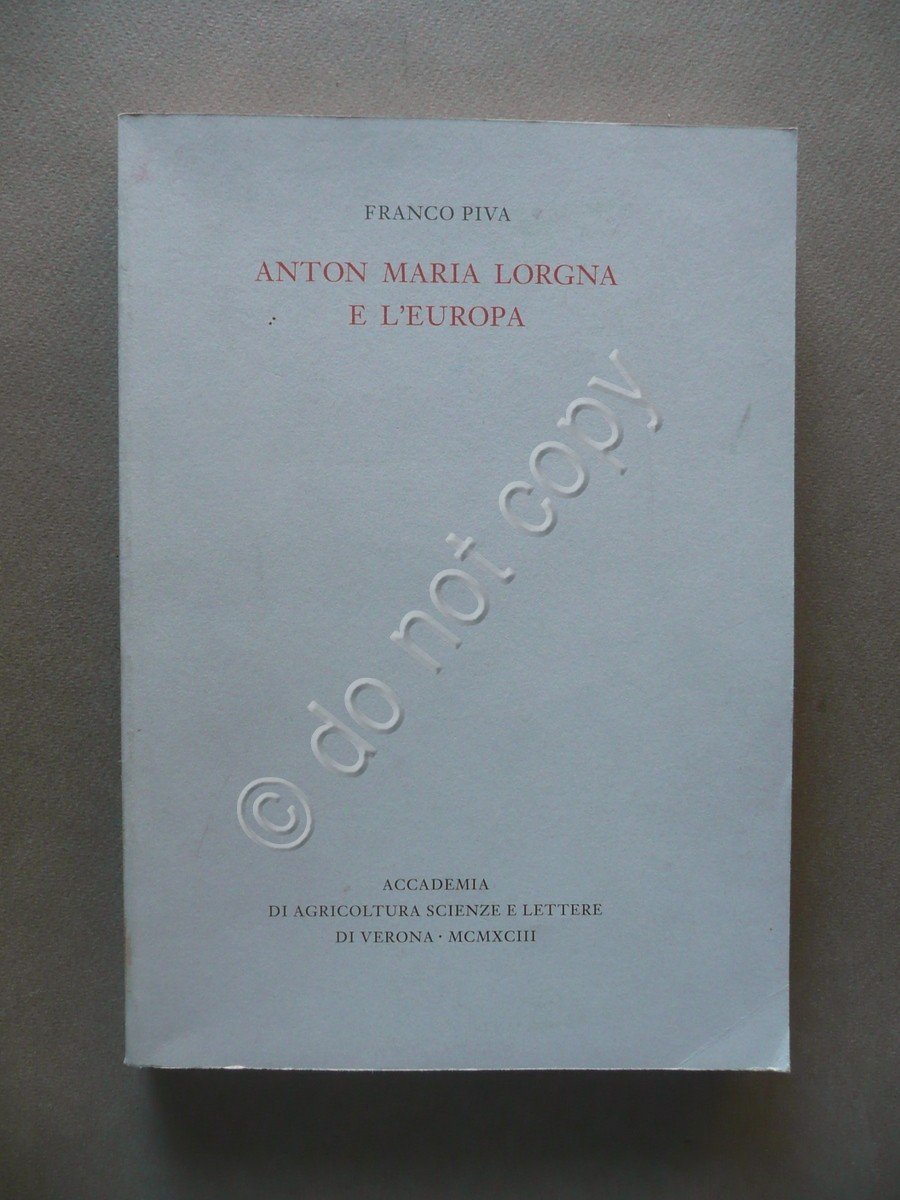 FRANCO PIVA
ANTON MARIA LORGNA
E L'EUROPA
© do not copy
ACCADEMIA
DI AGRICOLTURA SCIENZE E LETTERE
DI VERONA · MCMXCIII